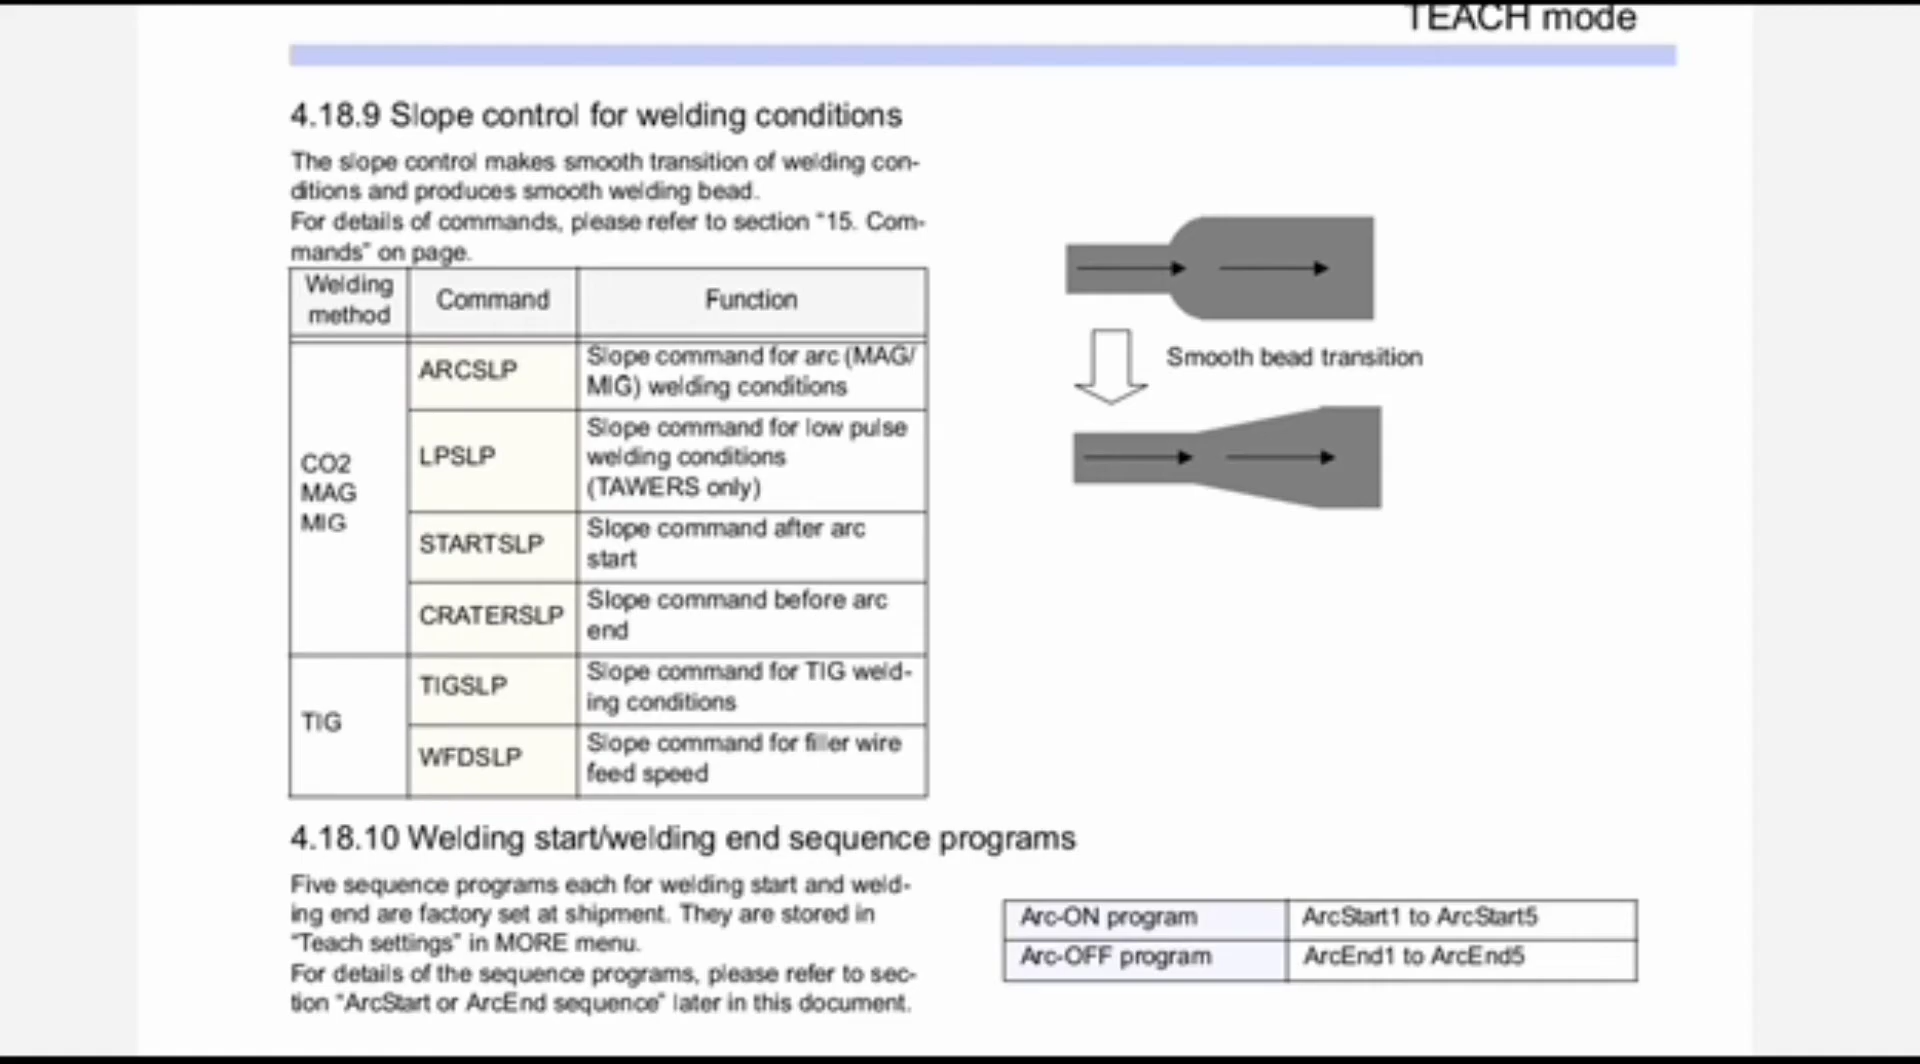 TEACH mode
4.18.9 Slope control for welding conditions
The slope control makes smooth transition of welding con-
ditions and produces smooth welding bead.
For details of commands, please refer to section “15. Com-
mands” on page.
Welding method
Command
Function
CO2
MAG
MIG
ARCSLP
Slope command for arc (MAG/
MIG) welding conditions
LPSLP
Slope command for low pulse
welding conditions
(TAWERS only)
STARTSLP
Slope command after arc
start
CRATERSLP
Slope command before arc
end
TIG
TIGSLP
Slope command for TIG weld-
ing conditions
WFDSLP
Slope command for filler wire
feed speed
Smooth bead transition
4.18.10 Welding start/welding end sequence programs
Five sequence programs each for welding start and weld-
ing end are factory set at shipment. They are stored in
“Teach settings” in MORE menu.
For details of the sequence programs, please refer to sec-
tion “ArcStart or ArcEnd sequence” later in this document.
Arc-ON program
ArcStart1 to ArcStart5
Arc-OFF program
ArcEnd1 to ArcEnd5